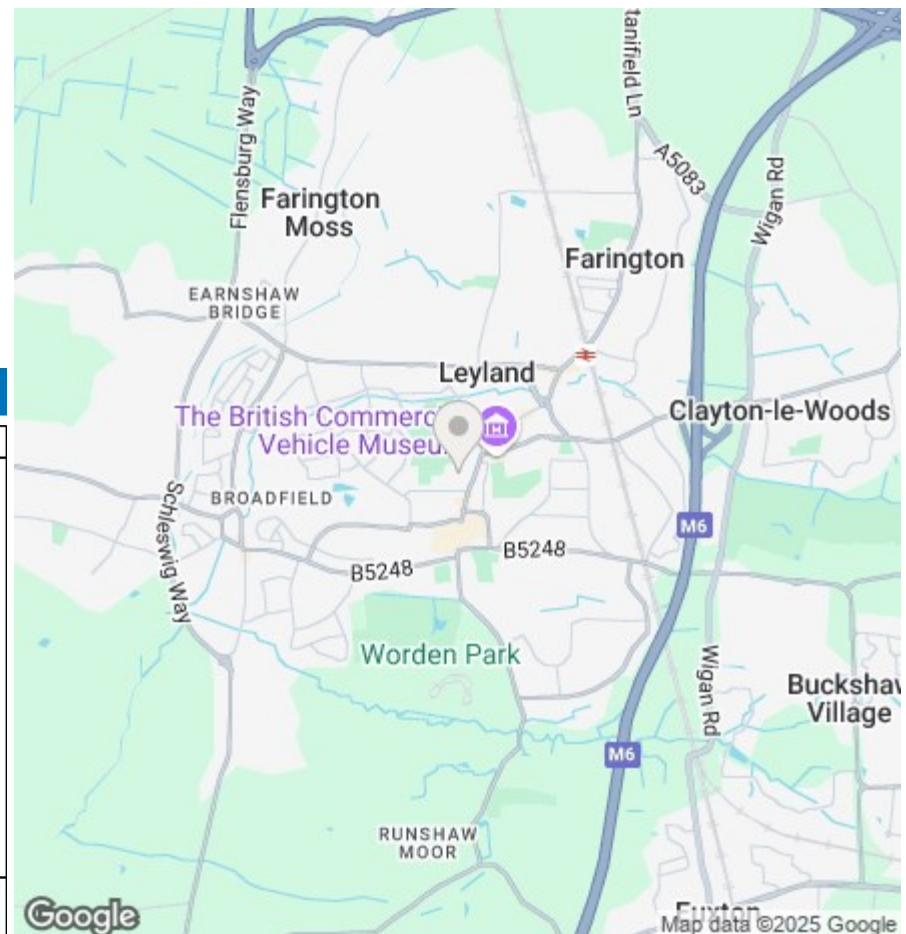 tanifield Ln
Flensburg Way
A5083
Wigan Rd
Farington
Moss
Farington
EARNSHAW
BRIDGE
Leyland
The British Commerc
Vehicle Museu
Clayton-le-Woods
BROADFIELD
Schleswig Way
M6
B5248
B5248
Worden Park
Wigan Rd
Buckshaw
Village
M6
RUNSHAW
MOOR
Euxton
Google
Map data ©2025 Google